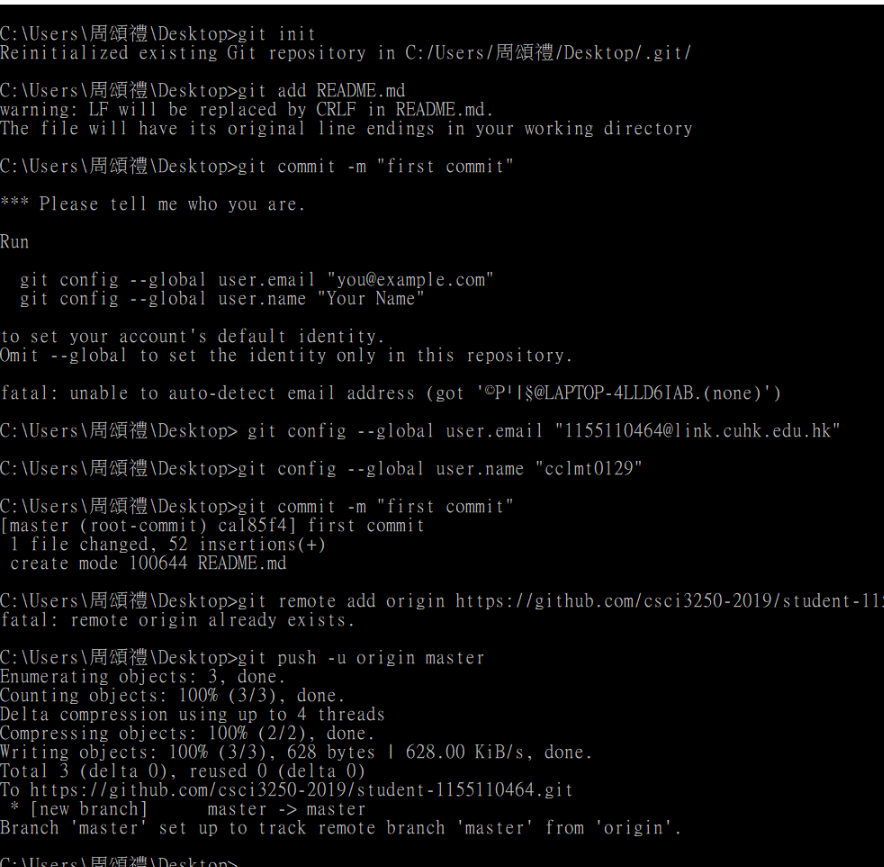 C:\Users\周頌禮\Desktop>git init
Reinitialized existing Git repository in C:/Users/周頌禮/Desktop/.git/
C:\Users\周頌禮\Desktop>git add README.md
warning: LF will be replaced by CRLF in README.md.
The file will have its original line endings in your working directory
C:\Users\周頌禮\Desktop>git commit -m "first commit"
*** Please tell me who you are.
Run
git config --global user.email "you@example.com"
git config --global user.name "Your Name"
to set your account's default identity.
Omit --global to set the identity only in this repository.
fatal: unable to auto-detect email address (got '©P¹|§@LAPTOP-4LLD6IAB.(none)')
C:\Users\周頌禮\Desktop> git config --global user.email "1155110464@link.cuhk.edu.hk"
C:\Users\周頌禮\Desktop>git config --global user.name "cclmt0129"
C:\Users\周頌禮\Desktop>git commit -m "first commit"
[master (root-commit) ca185f4] first commit
1 file changed, 52 insertions(+)
create mode 100644 README.md
C:\Users\周頌禮\Desktop>git remote add origin https://github.com/csci3250-2019/student-11
fatal: remote origin already exists.
C:\Users\周頌禮\Desktop>git push -u origin master
Enumerating objects: 3, done.
Counting objects: 100% (3/3), done.
Delta compression using up to 4 threads
Compressing objects: 100% (2/2), done.
Writing objects: 100% (3/3), 628 bytes | 628.00 KiB/s, done.
Total 3 (delta 0), reused 0 (delta 0)
To https://github.com/csci3250-2019/student-1155110464.git
* [new branch] master -> master
Branch 'master' set up to track remote branch 'master' from 'origin'.
C:\Users\周頌禮\Desktop>